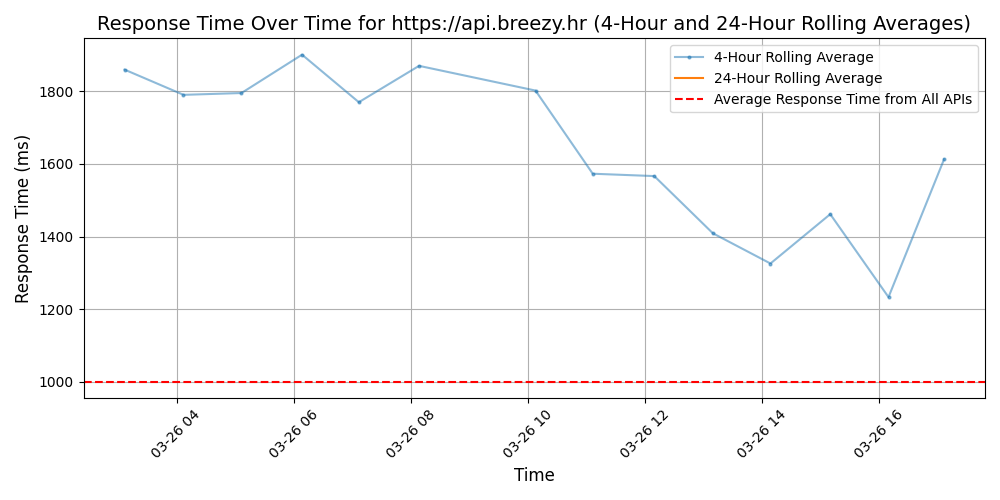 Response Time Over Time for https://api.breezy.hr (4-Hour and 24-Hour Rolling Averages)
4-Hour Rolling Average
24-Hour Rolling Average
Average Response Time from All APIs
Response Time (ms)
1800
1600
1400
1200
1000
03-26 04
03-26 06
03-26 08
03-26 10
03-26 12
03-26 14
03-26 16
Time